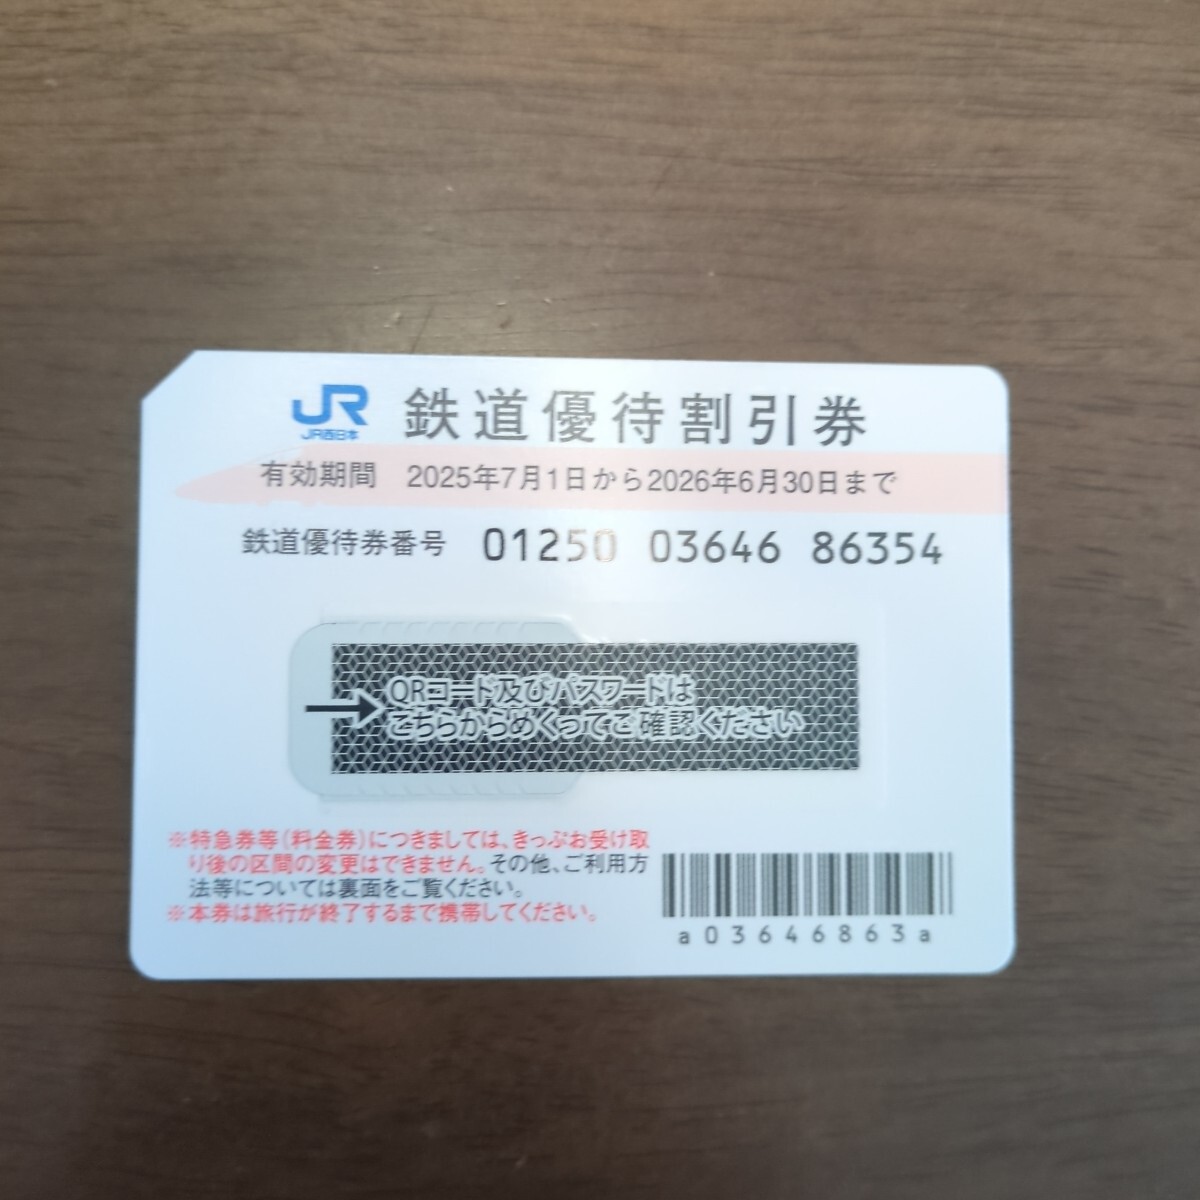 JR 鉄道優待割引券
JR西日本
有効期間 2025年7月1日から2026年6月30日まで
鉄道優待券番号 01250 03646 86354
QRコード及びパスワードは
こちらからめくってご確認ください
※特急券等(料金券)につきましては、きっぷお受け取
り後の区間の変更はできません。その他、ご利用方
法等については裏面をご覧ください。
※本券は旅行が終了するまで携帯してください。
a03646863a